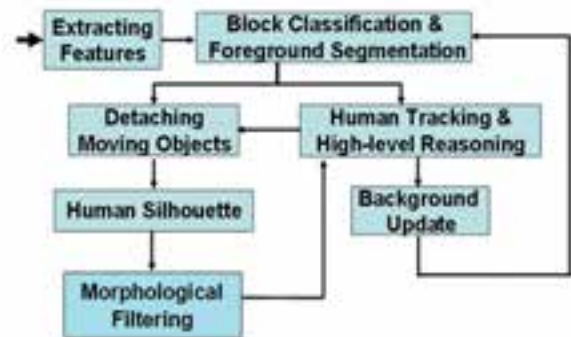 Extracting
Features
Block Classification &
Foreground Segmentation
Detaching
Moving Objects
Human Tracking &
High-level Reasoning
Human Silhouette
Background
Update
Morphological
Filtering